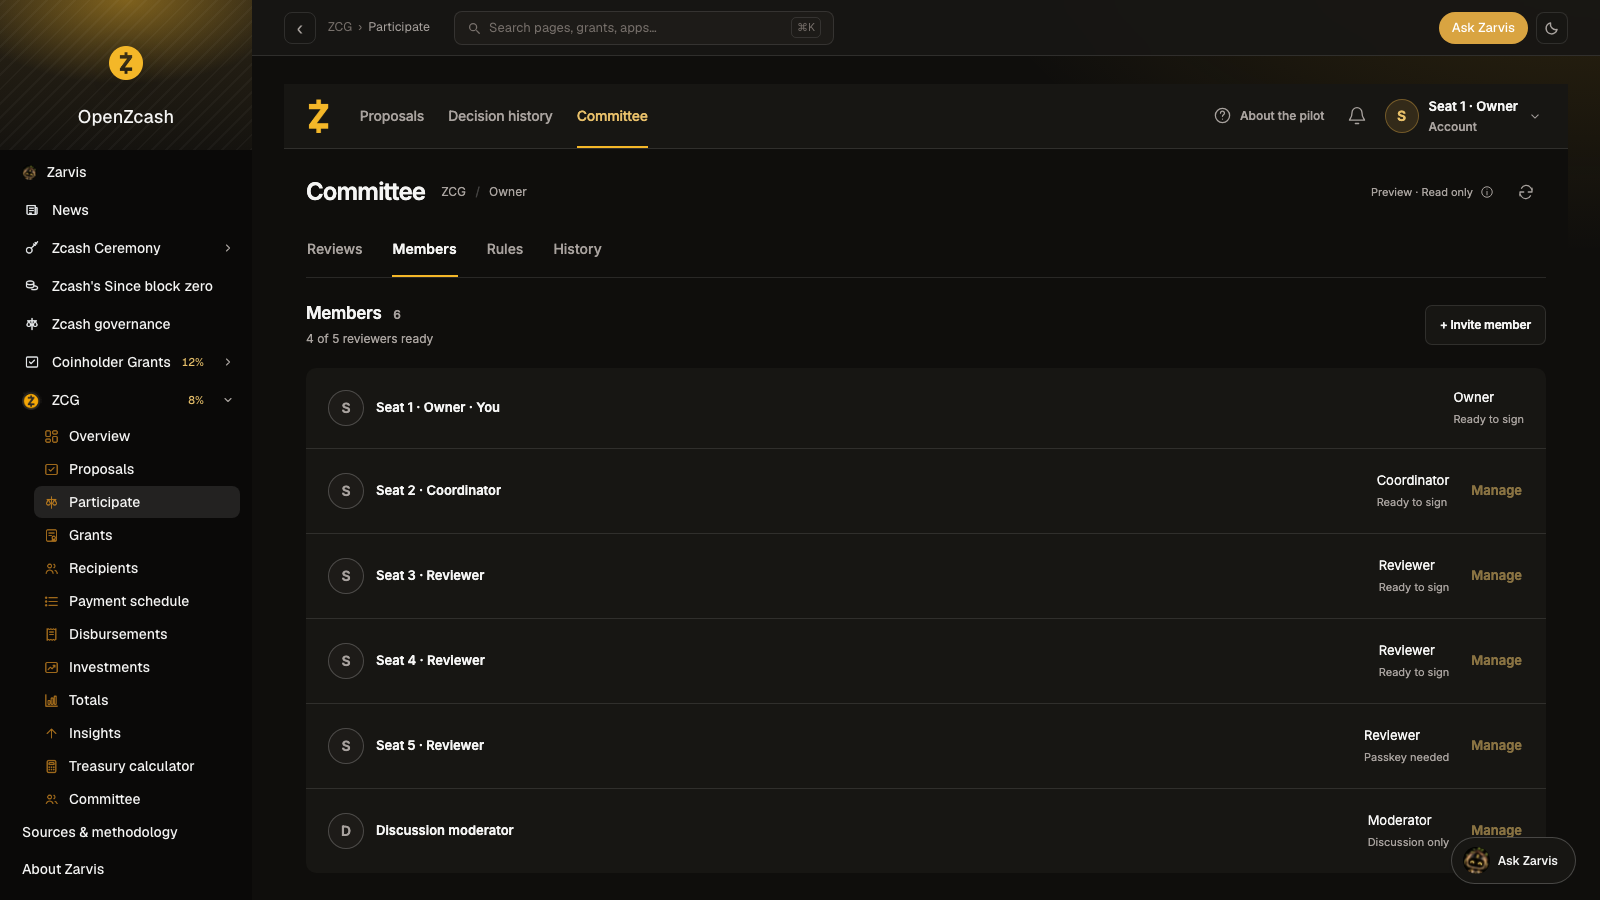 OpenZcash
Zarvis
News
Zcash Ceremony
Zcash's Since block zero
Zcash governance
Coinholder Grants 12%
ZCG 8%
Overview
Proposals
Participate
Grants
Recipients
Payment schedule
Disbursements
Investments
Totals
Insights
Treasury calculator
Committee
Sources & methodology
About Zarvis
ZCG › Participate
Search pages, grants, apps... ⌘K
Ask Zarvis
Proposals Decision history Committee
About the pilot
S
Seat 1 · Owner
Account
Committee ZCG / Owner
Preview · Read only
Reviews Members Rules History
Members 6
4 of 5 reviewers ready
+ Invite member
S Seat 1 · Owner · You
Owner
Ready to sign
S Seat 2 · Coordinator
Coordinator
Ready to sign
Manage
S Seat 3 · Reviewer
Reviewer
Ready to sign
Manage
S Seat 4 · Reviewer
Reviewer
Ready to sign
Manage
S Seat 5 · Reviewer
Reviewer
Passkey needed
Manage
D Discussion moderator
Moderator
Discussion only
Manage
Ask Zarvis